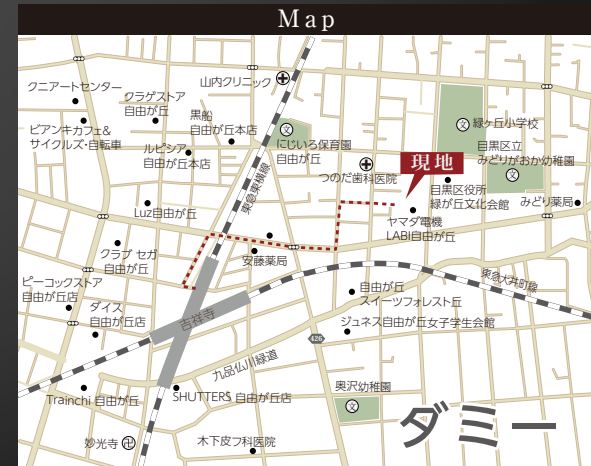 Map
クニアートセンター
クラゲストア
自由が丘
山内クリニック
ビアンキカフェ&
サイクルズ・自転車
黒船
自由が丘本店
文
にじいろ保育園
自由が丘
文
緑ヶ丘小学校
ルピシア
自由が丘本店
東急東横線
つのだ歯科医院
現地
目黒区立
みどりがおか幼稚園
文
目黒区役所
緑が丘文化会館
みどり薬局
Luz自由が丘
ヤマダ電機
LABI自由が丘
クラブ セガ
自由が丘
安藤薬局
ピーコックストア
自由が丘店
ダイス
自由が丘店
吉祥寺
自由が丘
スイーツフォレスト丘
東急大井町線
ジュネス自由が丘女子学生会館
426
九品仏川緑道
Trainchi 自由が丘
SHUTTERS 自由が丘店
奥沢幼稚園
文
妙光寺 卍
木下皮フ科医院
ダミー